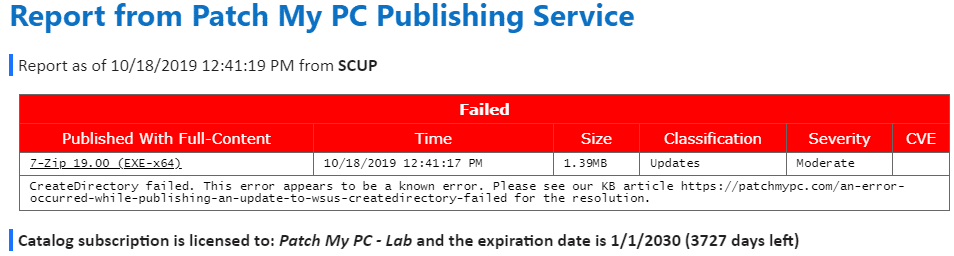 Report from Patch My PC Publishing Service
Report as of 10/18/2019 12:41:19 PM from SCUP
Failed
Published With Full-Content Time Size Classification Severity CVE
7-Zip 19.00 (EXE-x64) 10/18/2019 12:41:17 PM 1.39MB Updates Moderate
CreateDirectory failed. This error appears to be a known error. Please see our KB article https://patchmypc.com/an-error-
occurred-while-publishing-an-update-to-wsus-createdirectory-failed for the resolution.
Catalog subscription is licensed to: Patch My PC - Lab and the expiration date is 1/1/2030 (3727 days left)